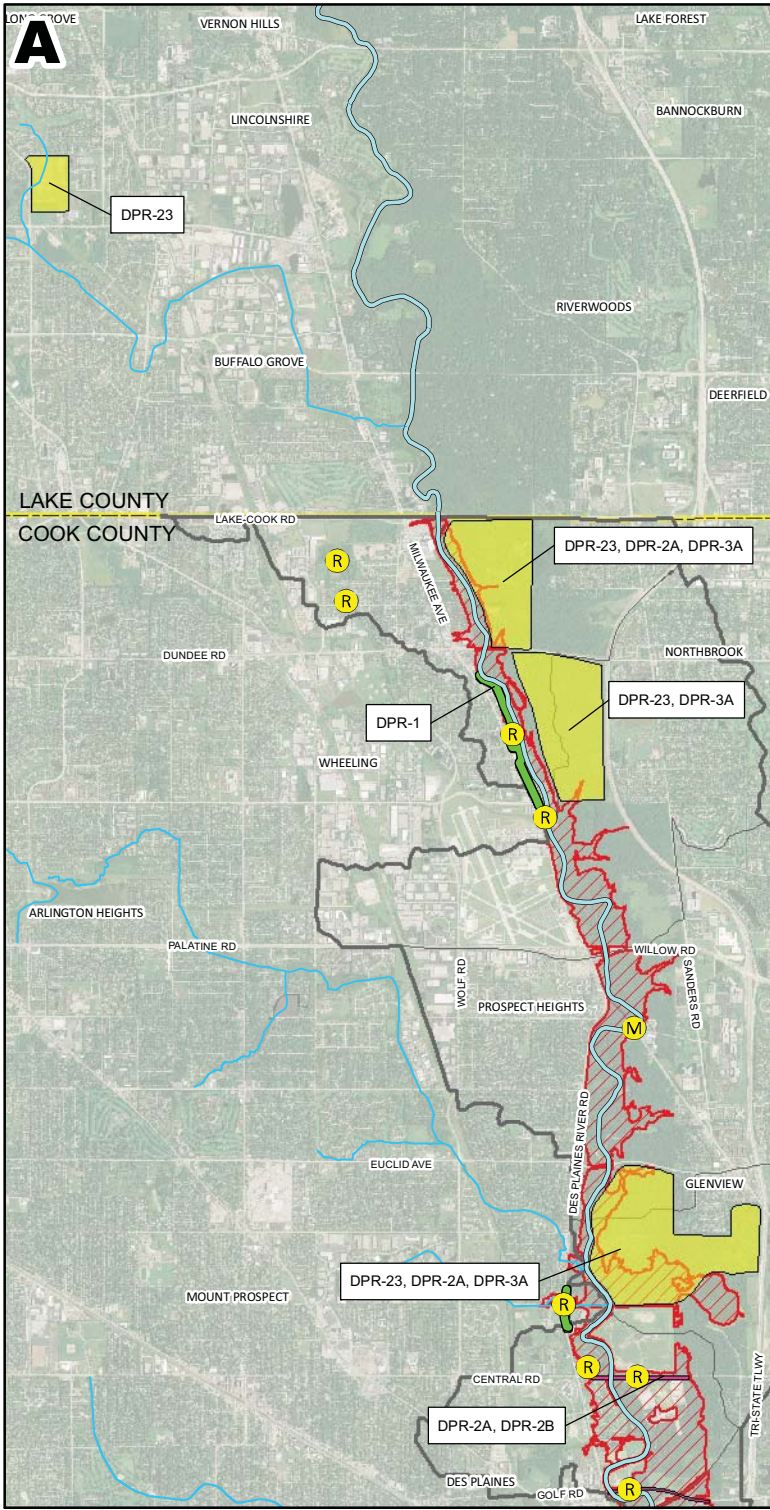 A
LONG GROVE
VERNON HILLS
LAKE FOREST
LINCOLNSHIRE
BANNOCKBURN
DPR-23
RIVERWOODS
BUFFALO GROVE
DEERFIELD
LAKE COUNTY
COOK COUNTY
LAKE-COOK RD
DPR-23, DPR-2A, DPR-3A
R
R
MILWAUKEE AVE
DUNDEE RD
NORTHBROOK
DPR-23, DPR-3A
DPR-1
R
WHEELING
R
ARLINGTON HEIGHTS
PALATINE RD
WILLOW RD
WOLF RD
SANDERS RD
PROSPECT HEIGHTS
M
DES PLAINES RIVER RD
EUCLID AVE
GLENVIEW
DPR-23, DPR-2A, DPR-3A
MOUNT PROSPECT
R
R
CENTRAL RD
R
TRI-STATE TLWY
DPR-2A, DPR-2B
DES PLAINES
GOLF RD
R